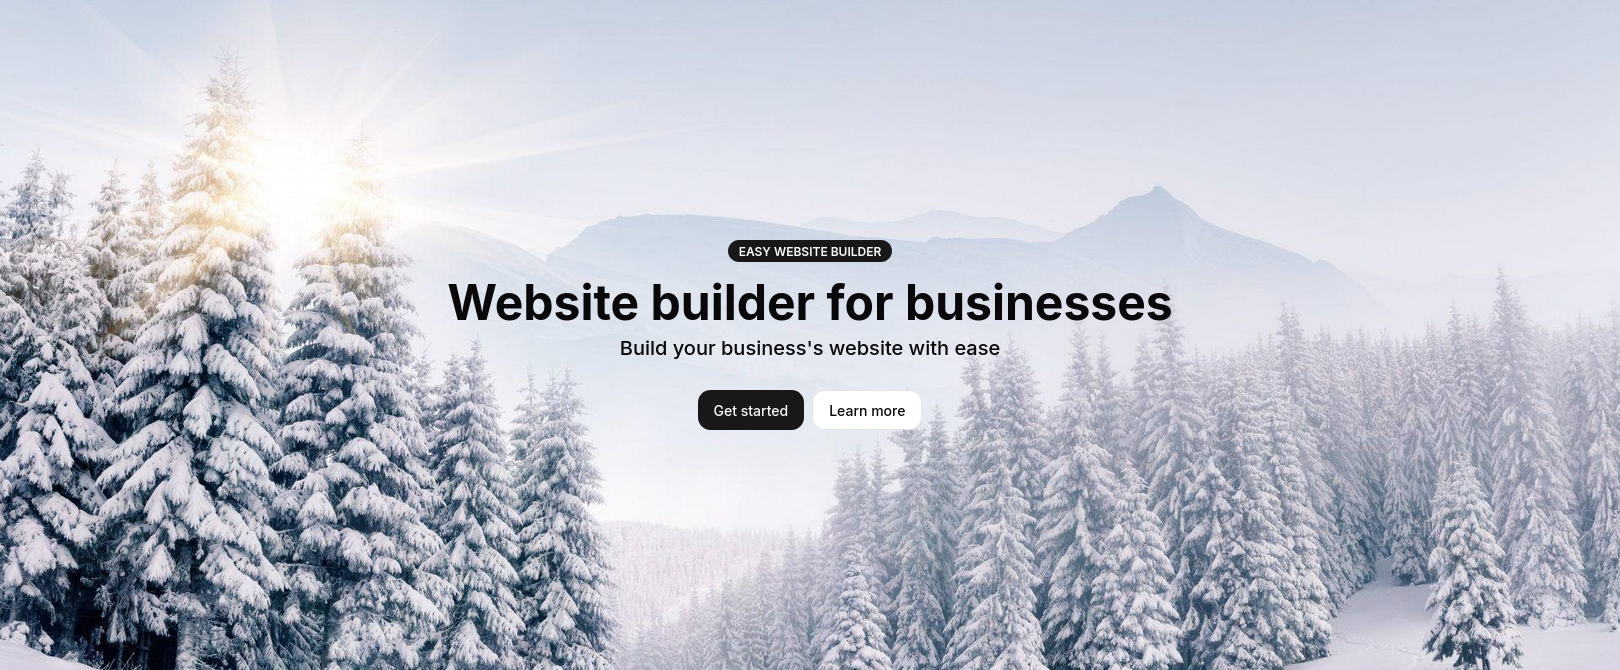 EASY WEBSITE BUILDER
Website builder for businesses
Build your business's website with ease
Get started
Learn more